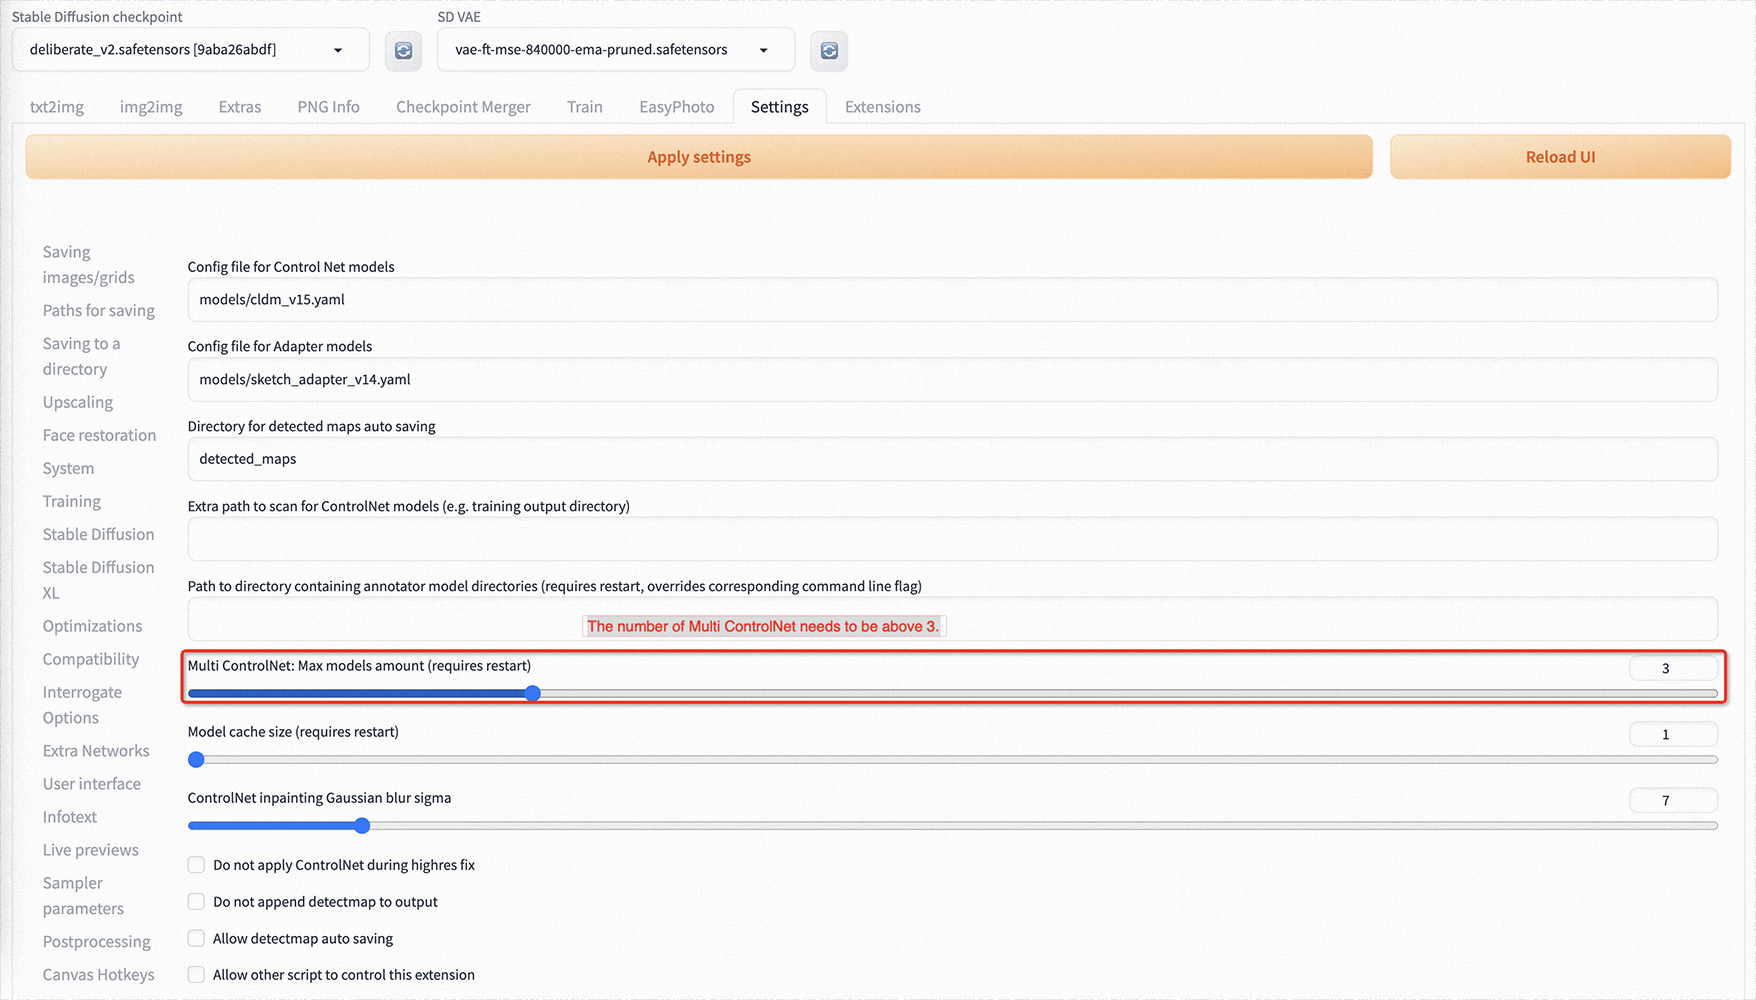 Stable Diffusion checkpoint
SD VAE
deliberate_v2.safetensors [9aba26abdf]
vae-ft-mse-840000-ema-pruned.safetensors
txt2img
img2img
Extras
PNG Info
Checkpoint Merger
Train
EasyPhoto
Settings
Extensions
Apply settings
Reload UI
Saving
images/grids
Paths for saving
Saving to a
directory
Upscaling
Face restoration
System
Training
Stable Diffusion
Stable Diffusion
XL
Optimizations
Compatibility
Interrogate
Options
Extra Networks
User interface
Infotext
Live previews
Sampler
parameters
Postprocessing
Canvas Hotkeys
Config file for Control Net models
models/cldm_v15.yaml
Config file for Adapter models
models/sketch_adapter_v14.yaml
Directory for detected maps auto saving
detected_maps
Extra path to scan for ControlNet models (e.g. training output directory)
Path to directory containing annotator model directories (requires restart, overrides corresponding command line flag)
The number of Multi ControlNet needs to be above 3.
Multi ControlNet: Max models amount (requires restart)
3
Model cache size (requires restart)
1
ControlNet inpainting Gaussian blur sigma
7
Do not apply ControlNet during highres fix
Do not append detectmap to output
Allow detectmap auto saving
Allow other script to control this extension